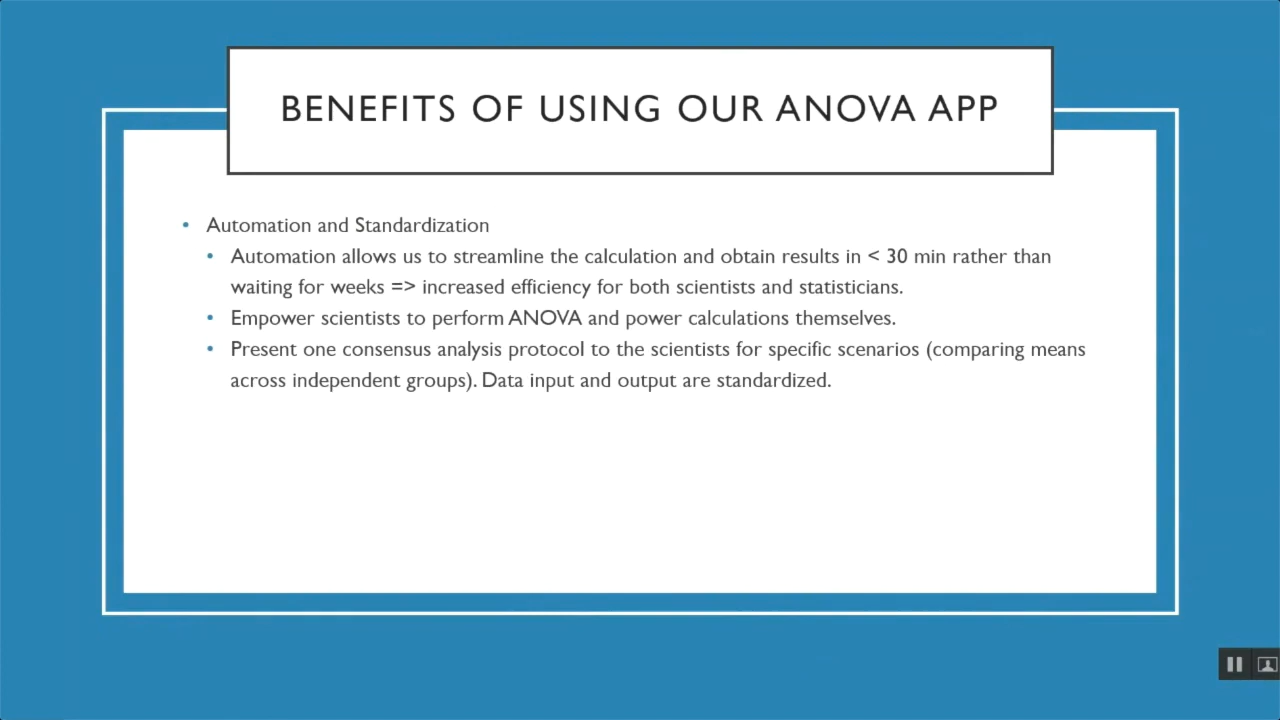 BENEFITS OF USING OUR ANOVA APP
• Automation and Standardization
• Automation allows us to streamline the calculation and obtain results in < 30 min rather than
waiting for weeks => increased efficiency for both scientists and statisticians.
• Empower scientists to perform ANOVA and power calculations themselves.
• Present one consensus analysis protocol to the scientists for specific scenarios (comparing means
across independent groups). Data input and output are standardized.